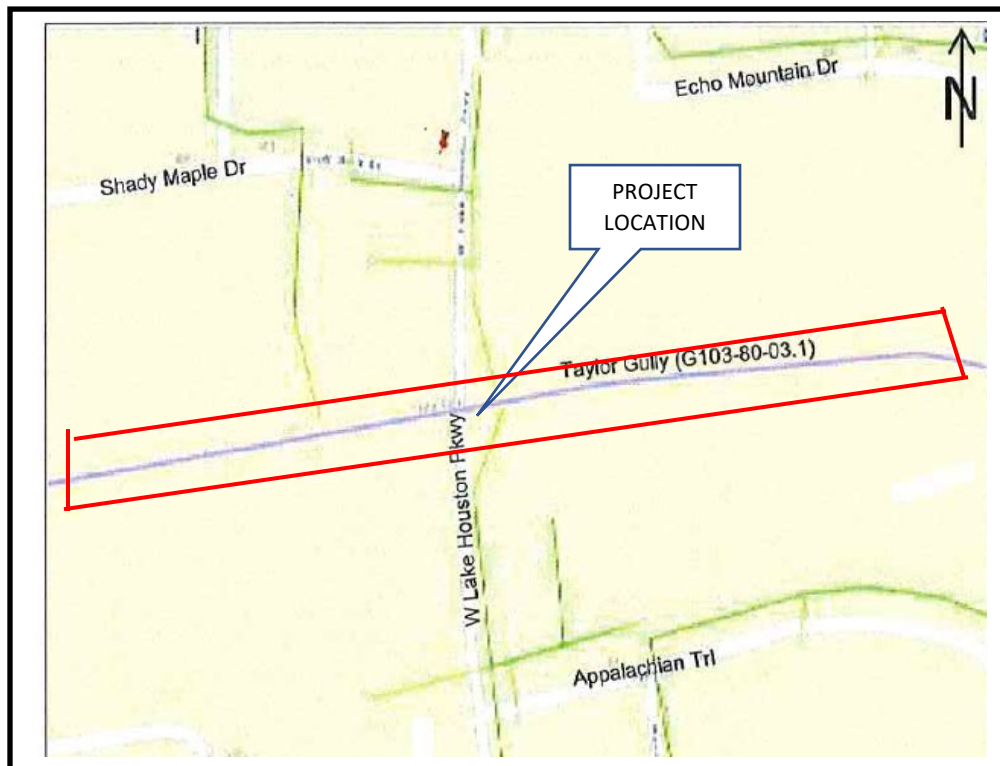 Echo Mountain Dr
N
Shady Maple Dr
PROJECT
LOCATION
Taylor Gully (G103-80-03.1)
W Lake Houston Pkwy
Appalachian Trl